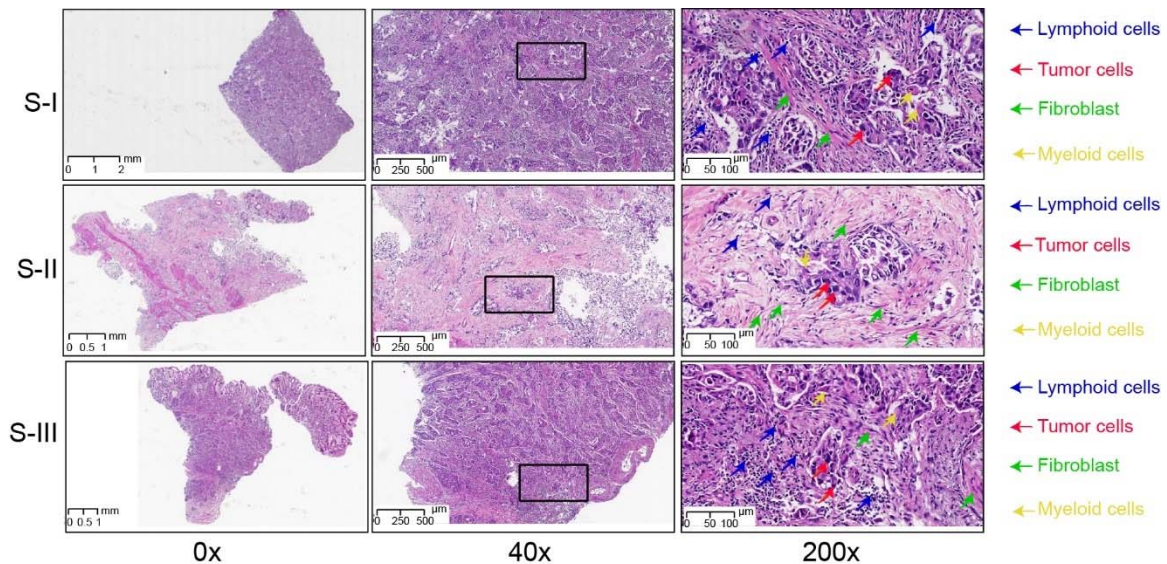 S-I
0 1 2 mm
µm
0 250 500
µm
0 50 100
← Lymphoid cells
← Tumor cells
← Fibroblast
← Myeloid cells
S-II
0 0.5 1 mm
µm
0 250 500
µm
0 50 100
← Lymphoid cells
← Tumor cells
← Fibroblast
← Myeloid cells
S-III
0 0.5 1 mm
µm
0 250 500
µm
0 50 100
← Lymphoid cells
← Tumor cells
← Fibroblast
← Myeloid cells
0x
40x
200x